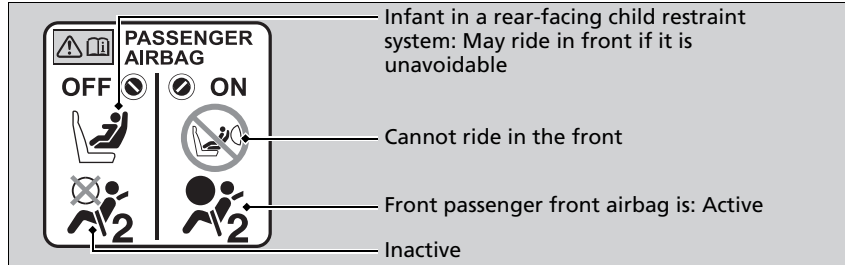 PASSENGER
AIRBAG
OFF
ON
2
2
Infant in a rear-facing child restraint
system: May ride in front if it is
unavoidable
Cannot ride in the front
Front passenger front airbag is: Active
Inactive